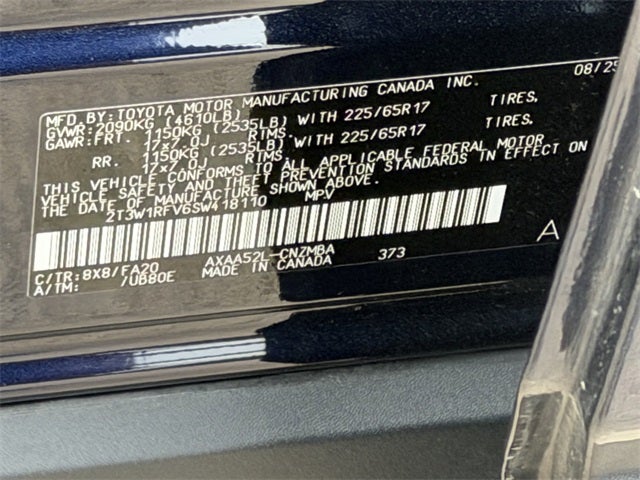 MFD.BY:TOYOTA MOTOR MANUFACTURING CANADA INC. 08/25
GVWR:2090KG (4610LB)
GAWR:FRT. 1150KG (2535LB) WITH 225/65R17 TIRES,
17x7.0J RIMS.
RR. 1150KG (2535LB) WITH 225/65R17 TIRES,
17x7.0J RIMS.
THIS VEHICLE CONFORMS TO ALL APPLICABLE FEDERAL MOTOR
VEHICLE SAFETY AND THEFT PREVENTION STANDARDS IN EFFECT ON
THE DATE OF MANUFACTURE SHOWN ABOVE.
2T3W1RFV6SW418110 MPV
A
C/TR:8X8/FA20 AXAA52L-CNZMBA 373
A/TM: /UB80E MADE IN CANADA